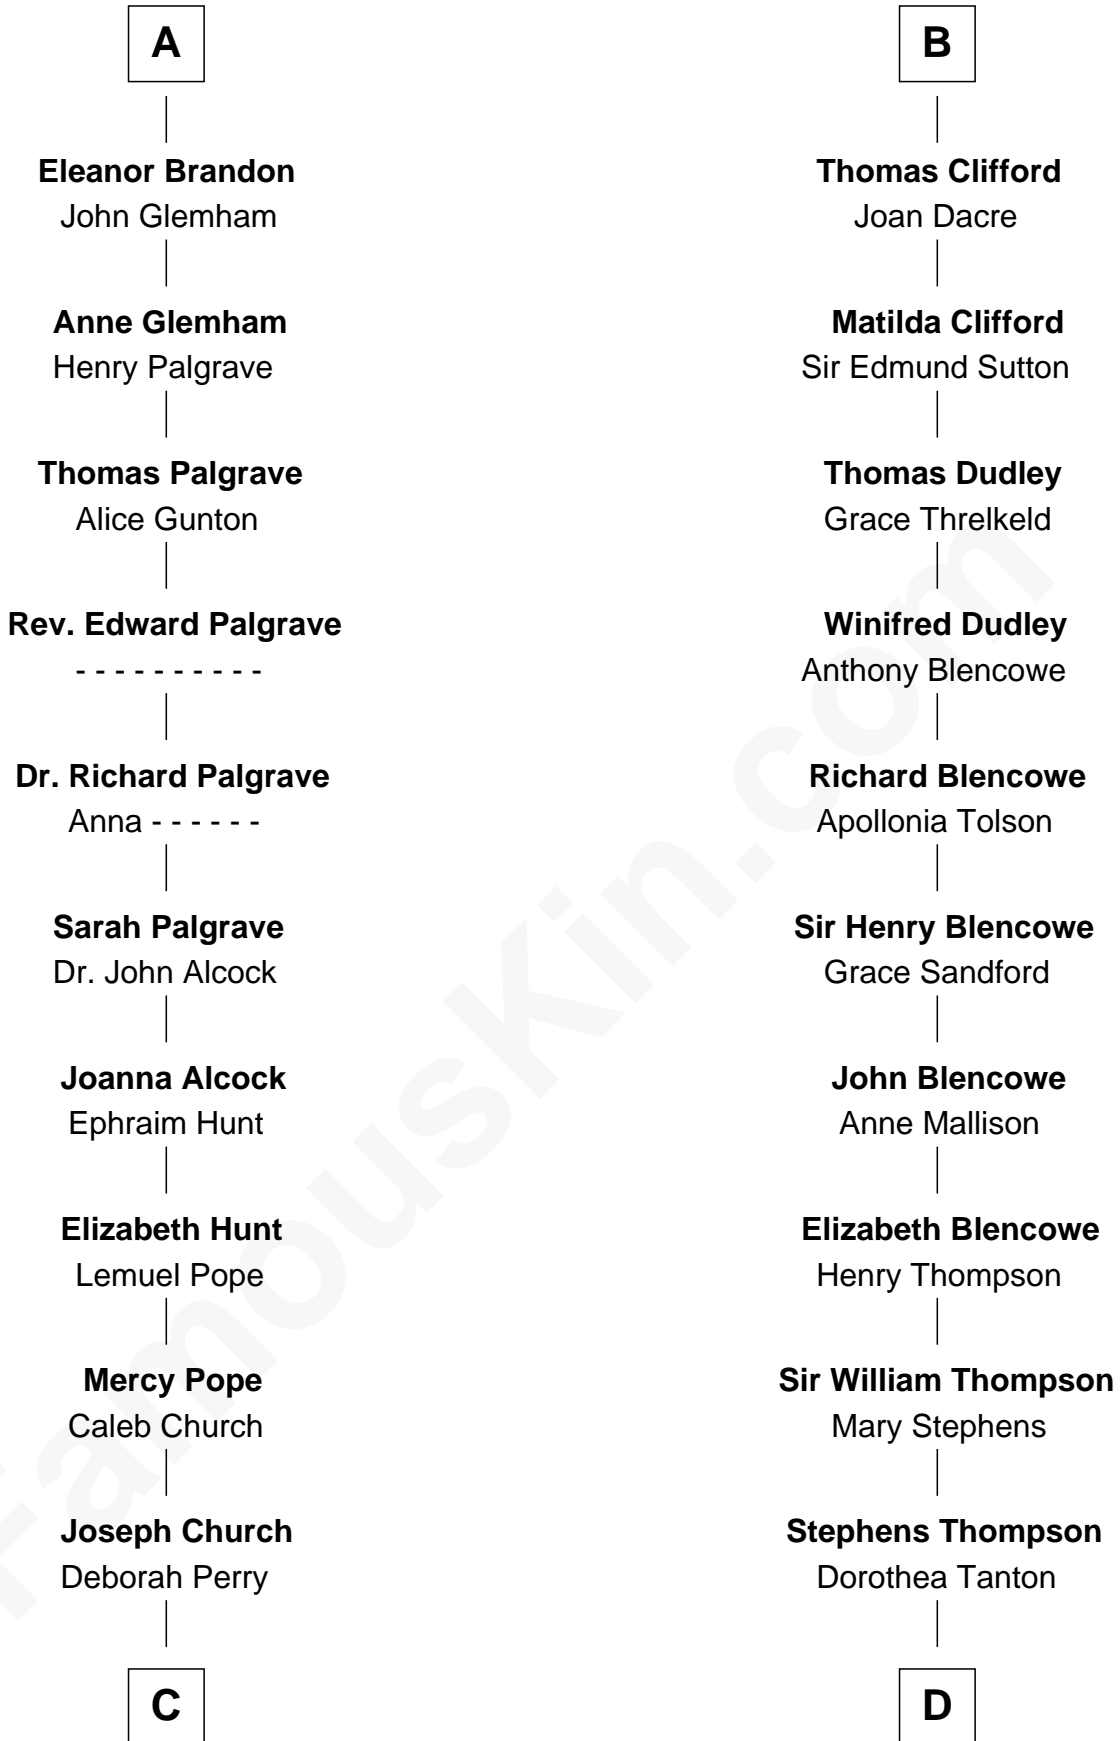 A
Eleanor Brandon
John Glemham
Anne Glemham
Henry Palgrave
Thomas Palgrave
Alice Gunton
Rev. Edward Palgrave
- - - - - - - - - -
Dr. Richard Palgrave
Anna - - - - - -
Sarah Palgrave
Dr. John Alcock
Joanna Alcock
Ephraim Hunt
Elizabeth Hunt
Lemuel Pope
Mercy Pope
Caleb Church
Joseph Church
Deborah Perry
C
B
Thomas Clifford
Joan Dacre
Matilda Clifford
Sir Edmund Sutton
Thomas Dudley
Grace Threlkeld
Winifred Dudley
Anthony Blencowe
Richard Blencowe
Apollonia Tolson
Sir Henry Blencowe
Grace Sandford
John Blencowe
Anne Mallison
Elizabeth Blencowe
Henry Thompson
Sir William Thompson
Mary Stephens
Stephens Thompson
Dorothea Tanton
D
FamousKin.com